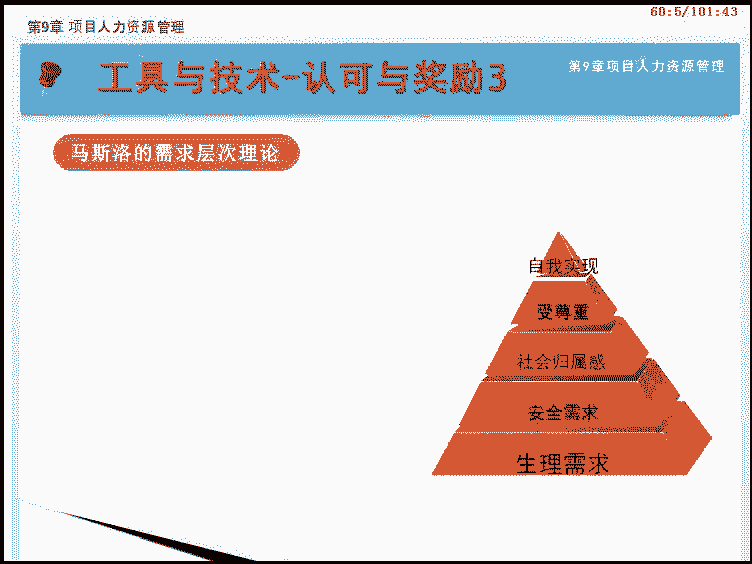 60:5/101:43
第9章 项目人力资源管理
工具与技术-认可与奖励3
第9章项目人力资源管理
马斯洛的需求层次理论
自我实现
受尊重
社会归属感
安全需求
生理需求